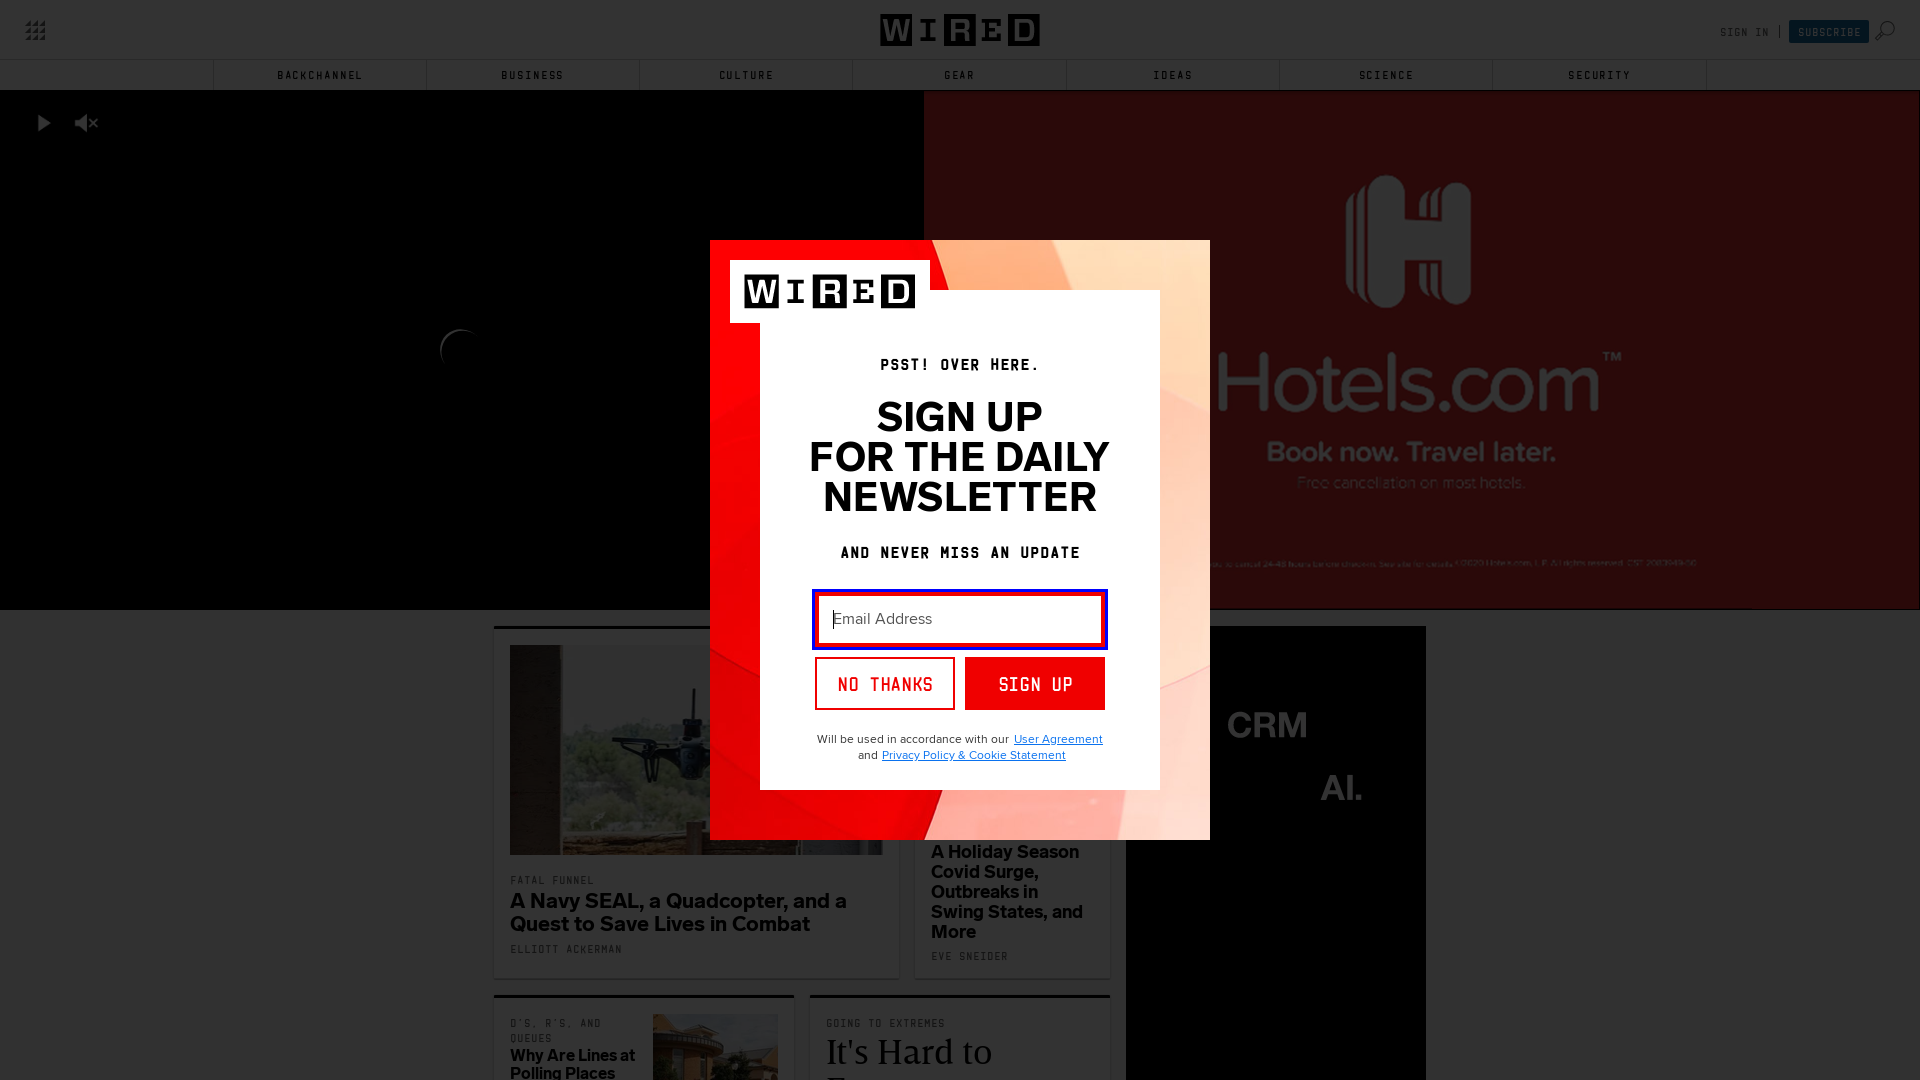 WIRED
SIGN IN
SUBSCRIBE
BACKCHANNEL
BUSINESS
CULTURE
GEAR
IDEAS
SCIENCE
SECURITY
Hotels.com™
Book now. Travel later.
Free cancellation on most hotels.
WIRED
PSST! OVER HERE.
SIGN UP
FOR THE DAILY
NEWSLETTER
AND NEVER MISS AN UPDATE
Email Address
NO THANKS
SIGN UP
Will be used in accordance with our User Agreement
and Privacy Policy & Cookie Statement
CRM
AI.
FATAL FUNNEL
A Navy SEAL, a Quadcopter, and a
Quest to Save Lives in Combat
ELLIOTT ACKERMAN
A Holiday Season
Covid Surge,
Outbreaks in
Swing States, and
More
EVE SNEIDER
D'S, R'S, AND
QUEUES
Why Are Lines at
Polling Places
GOING TO EXTREMES
It's Hard to